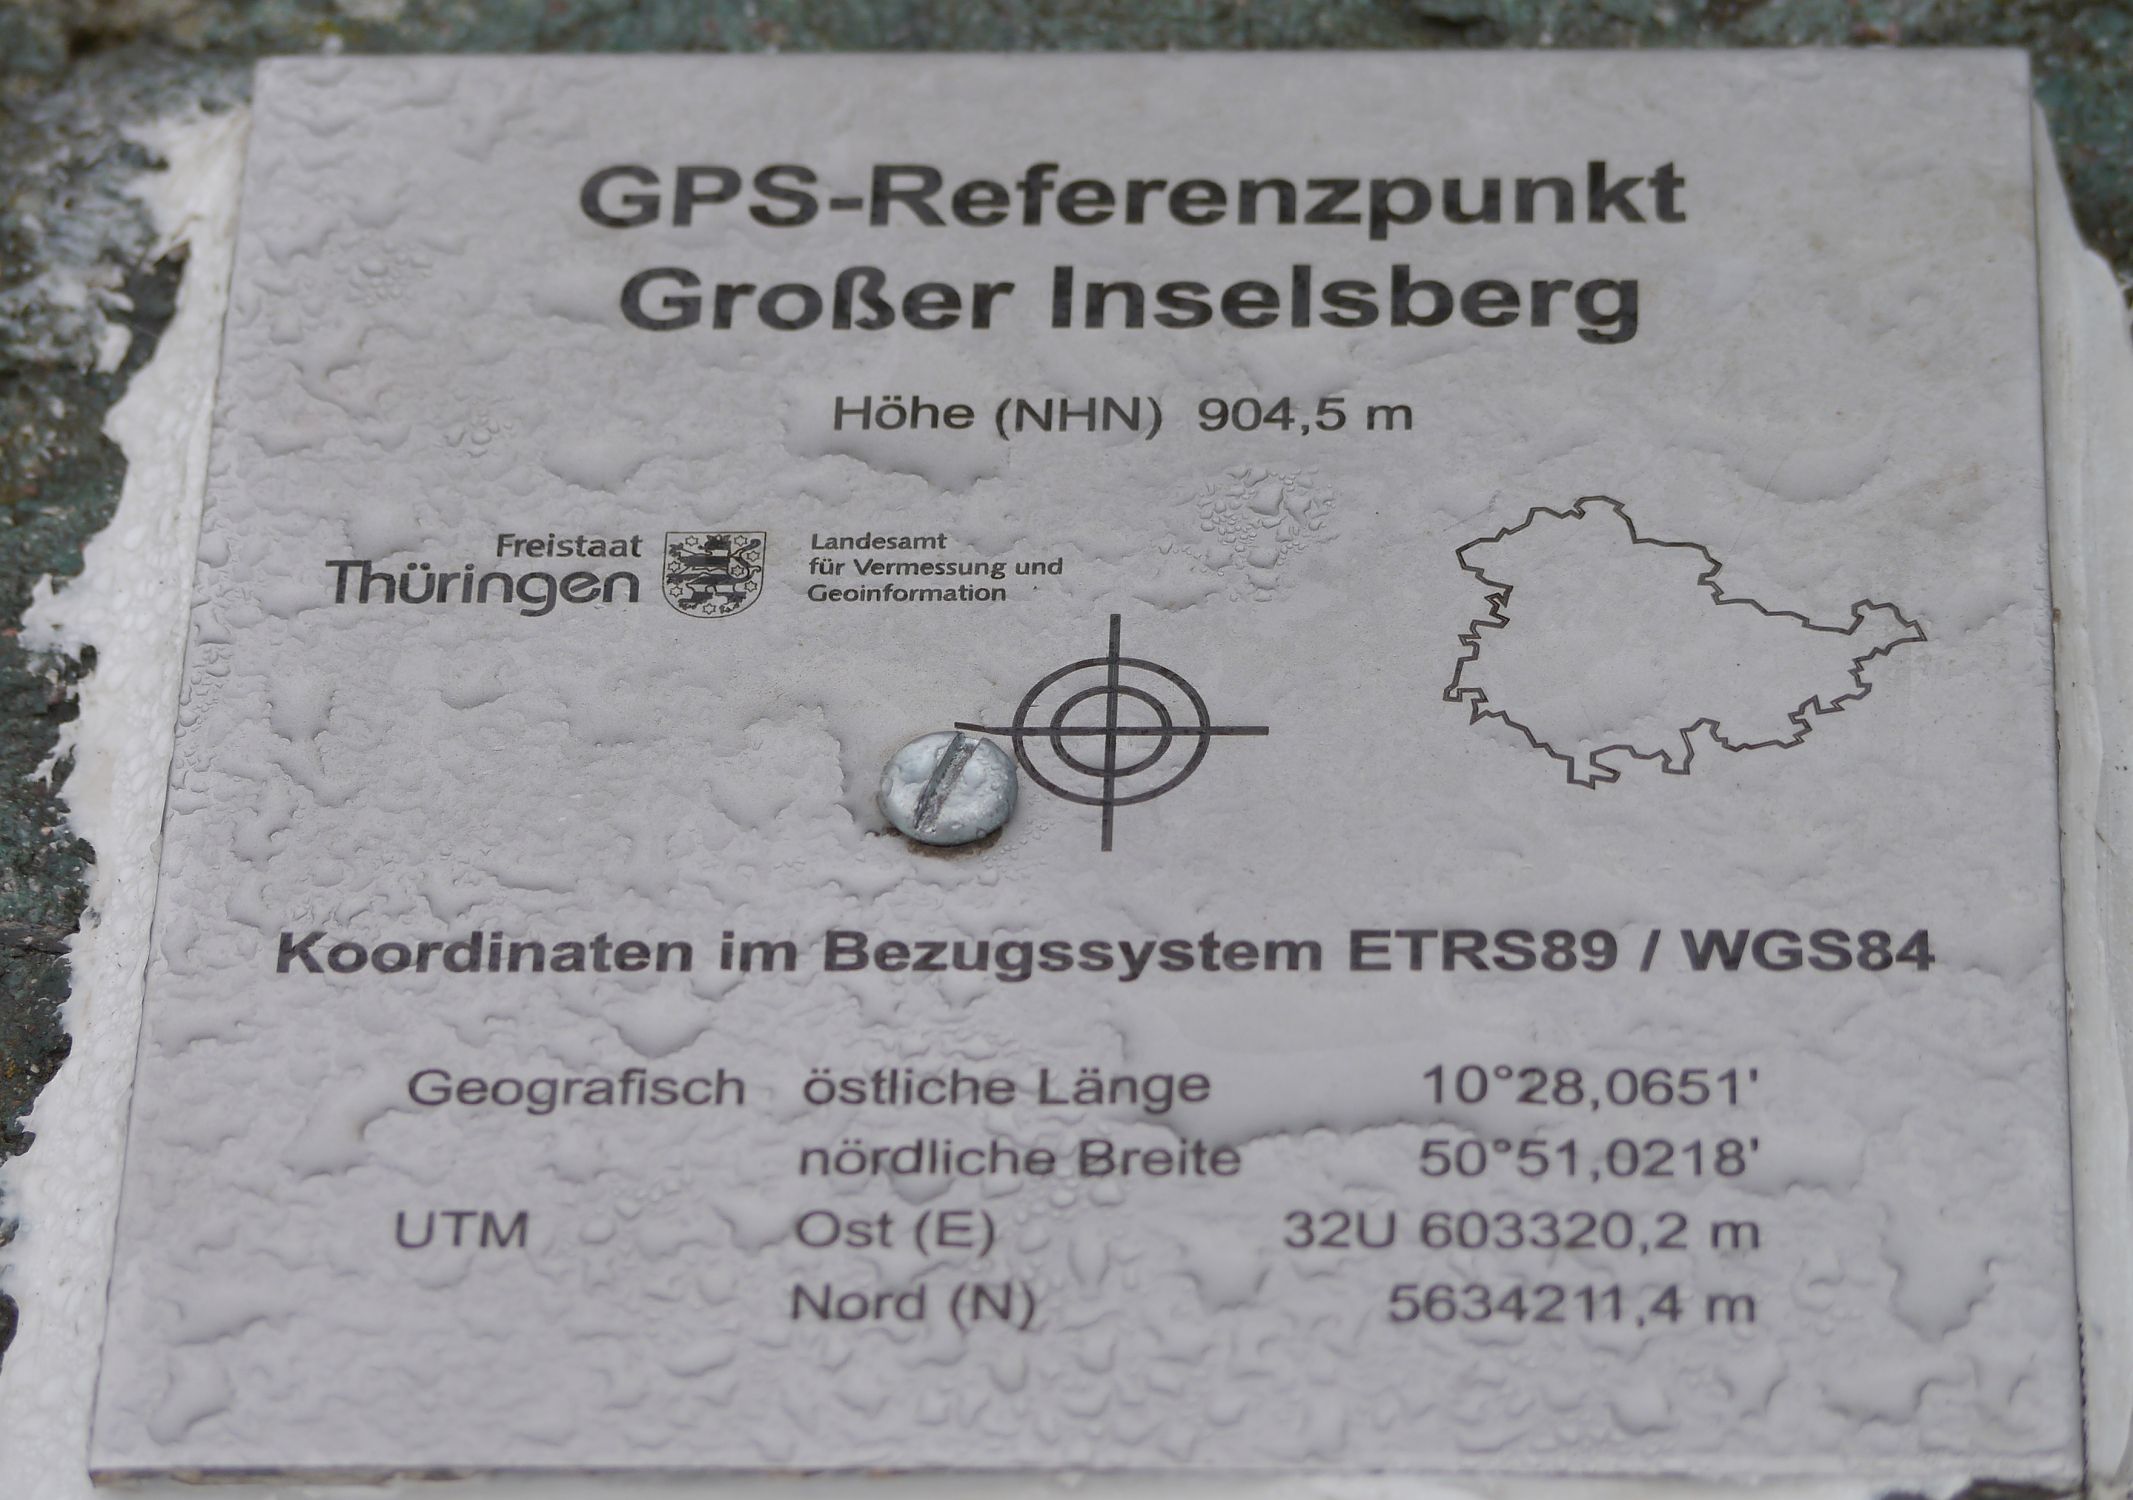 GPS-Referenzpunkt
Großer Inselsberg
Höhe (NHN) 904,5 m
Freistaat
Thüringen
Landesamt
für Vermessung und
Geoinformation
Koordinaten im Bezugssystem ETRS89 / WGS84
Geografisch östliche Länge 10°28,0651'
nördliche Breite 50°51,0218'
UTM Ost (E) 32U 603320,2 m
Nord (N) 5634211,4 m